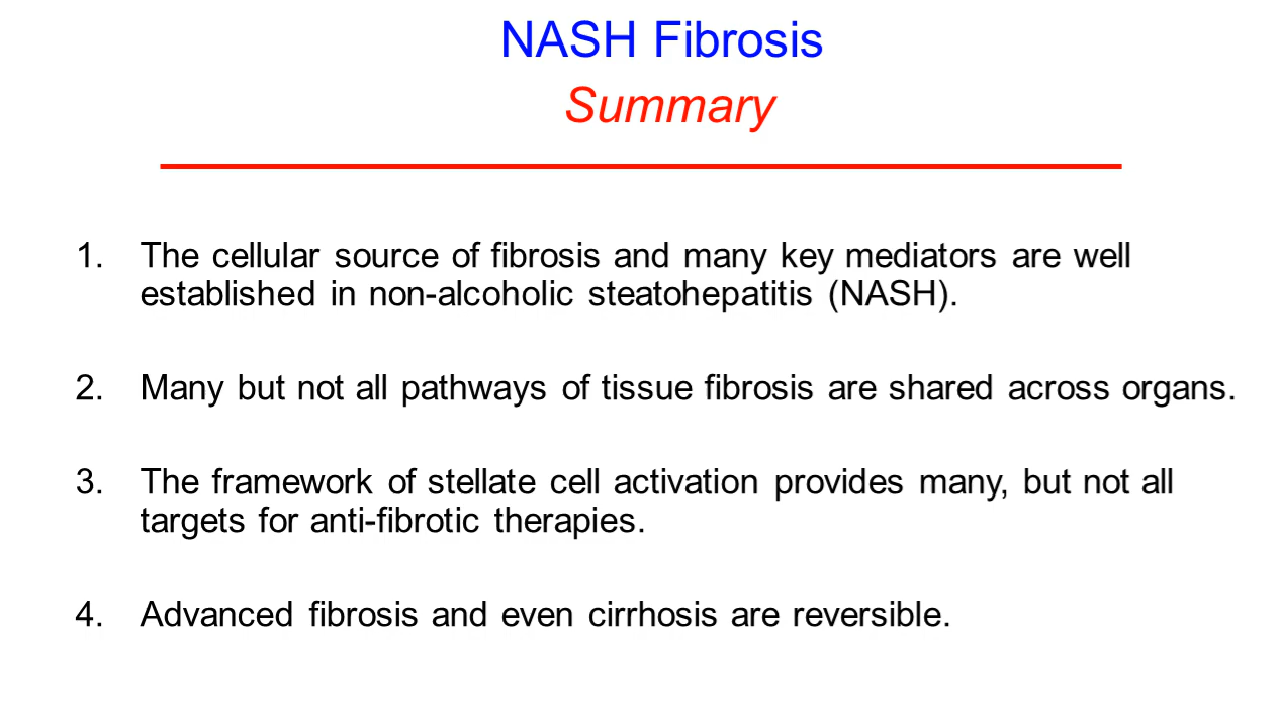 NASH Fibrosis
Summary
1. The cellular source of fibrosis and many key mediators are well
established in non-alcoholic steatohepatitis (NASH).
2. Many but not all pathways of tissue fibrosis are shared across organs.
3. The framework of stellate cell activation provides many, but not all
targets for anti-fibrotic therapies.
4. Advanced fibrosis and even cirrhosis are reversible.